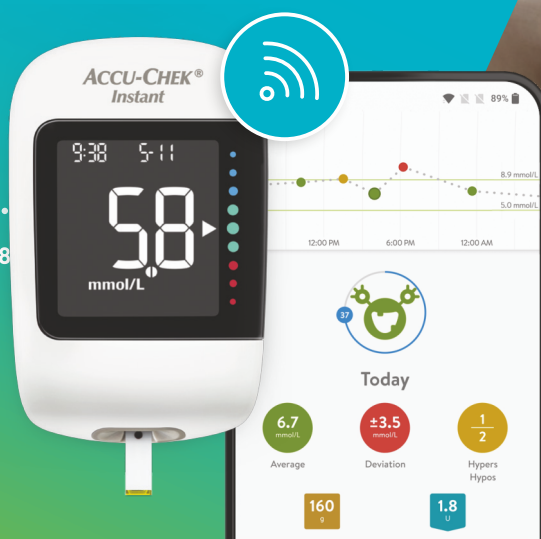 ACCU-CHEK®
Instant
9:38 5-11
5.8
mmol/L
8
89%
8.9 mmol/L
5.0 mmol/L
12:00 PM 6:00 PM 12:00 AM
37
Today
6.7
mmol/L
Average
±3.5
mmol/L
Deviation
1
2
Hypers
Hypos
160
g
1.8
U